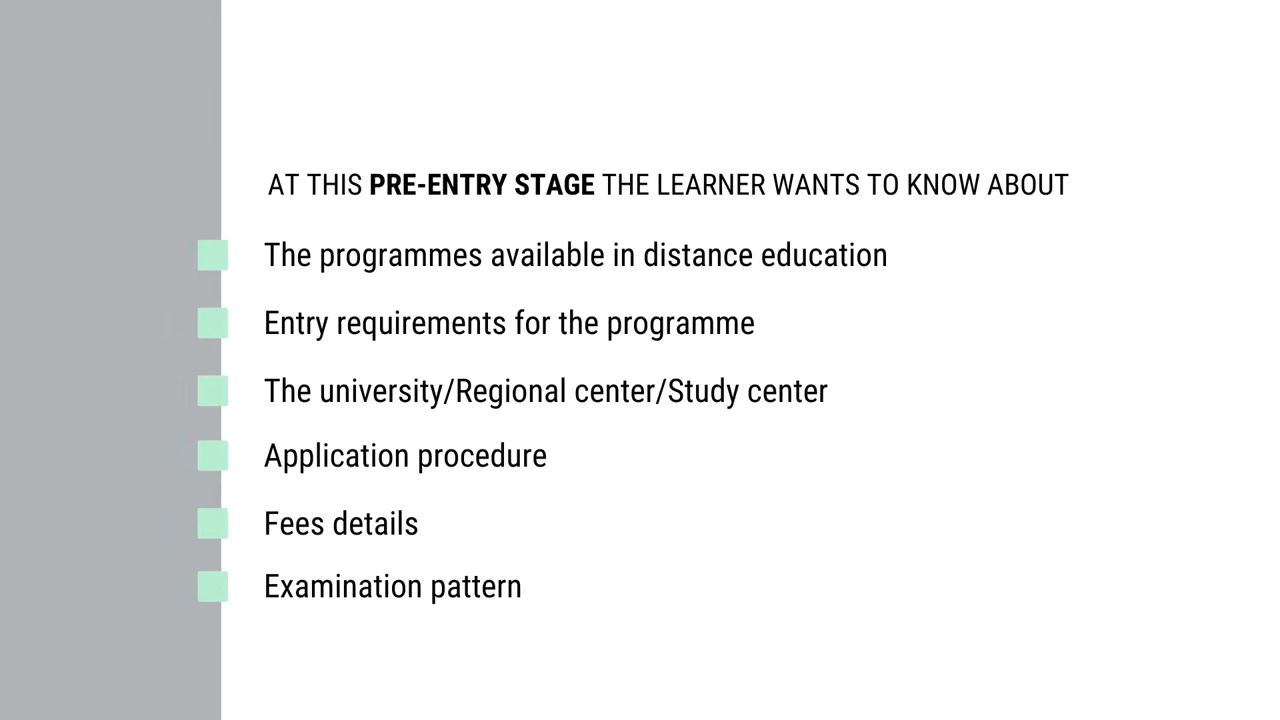 AT THIS PRE-ENTRY STAGE THE LEARNER WANTS TO KNOW ABOUT
The programmes available in distance education
Entry requirements for the programme
The university/Regional center/Study center
Application procedure
Fees details
Examination pattern